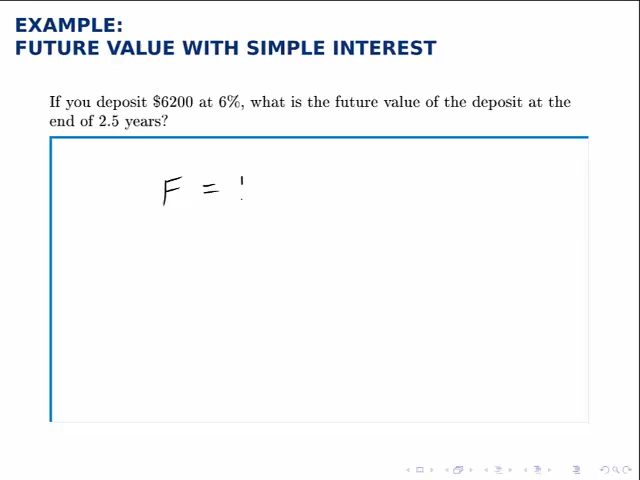 EXAMPLE:
FUTURE VALUE WITH SIMPLE INTEREST
If you deposit $6200 at 6%, what is the future value of the deposit at the
end of 2.5 years?
F =